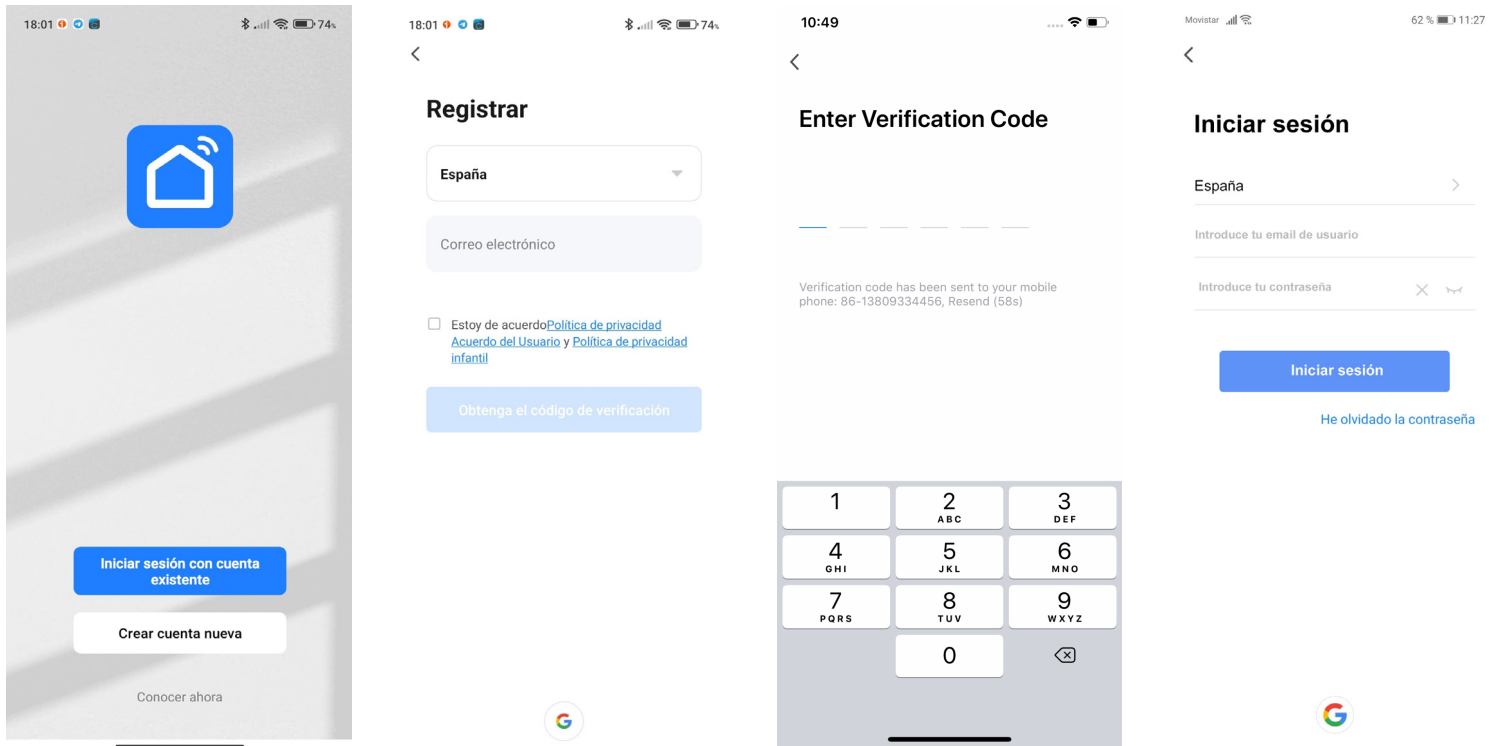 18:01
74%
Iniciar sesión con cuenta
existente
Crear cuenta nueva
Conocer ahora
18:01
74%
Registrar
España
Correo electrónico
Estoy de acuerdoPolítica de privacidad
Acuerdo del Usuario y Política de privacidad
infantil
Obtenga el código de verificación
G
10:49
Enter Verification Code
Verification code has been sent to your mobile
phone: 86-13809334456, Resend (58s)
1
2
ABC
3
DEF
4
GHI
5
JKL
6
MNO
7
PQRS
8
TUV
9
WXYZ
0
Movistar
62 %
11:27
Iniciar sesión
España
Introduce tu email de usuario
Introduce tu contraseña
Iniciar sesión
He olvidado la contraseña
G